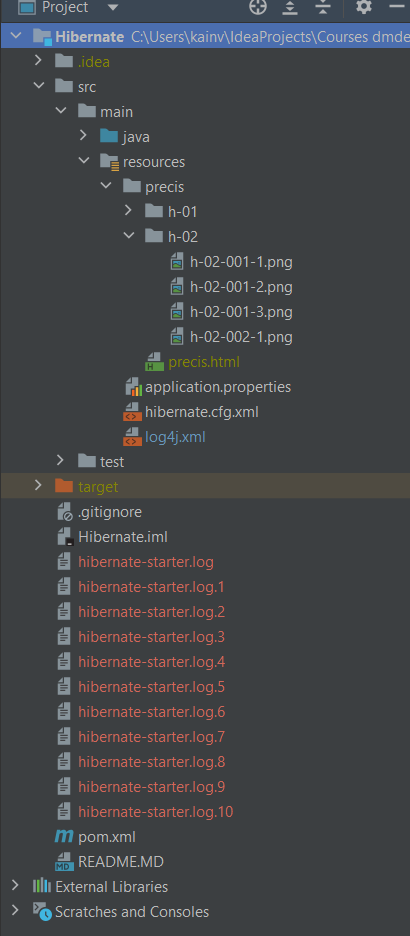 Project
Hibernate C:\Users\kainv\IdeaProjects\Courses dmde
.idea
src
main
java
resources
precis
h-01
h-02
h-02-001-1.png
h-02-001-2.png
h-02-001-3.png
h-02-002-1.png
precis.html
application.properties
hibernate.cfg.xml
log4j.xml
test
target
.gitignore
Hibernate.iml
hibernate-starter.log
hibernate-starter.log.1
hibernate-starter.log.2
hibernate-starter.log.3
hibernate-starter.log.4
hibernate-starter.log.5
hibernate-starter.log.6
hibernate-starter.log.7
hibernate-starter.log.8
hibernate-starter.log.9
hibernate-starter.log.10
pom.xml
README.MD
External Libraries
Scratches and Consoles